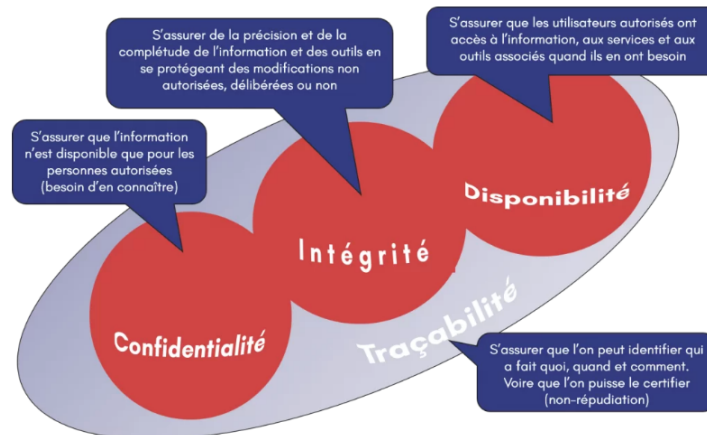 S'assurer de la précision et de la
complétude de l'information et des outils en
se protégeant des modifications non
autorisées, délibérées ou non
S'assurer que les utilisateurs autorisés ont
accès à l'information, aux services et aux
outils associés quand ils en ont besoin
S'assurer que l'information
n'est disponible que pour les
personnes autorisées
(besoin d'en connaître)
Disponibilité
Intégrité
Confidentialité
Traçabilité
S'assurer que l'on peut identifier qui
a fait quoi, quand et comment.
Voire que l'on puisse le certifier
(non-répudiation)